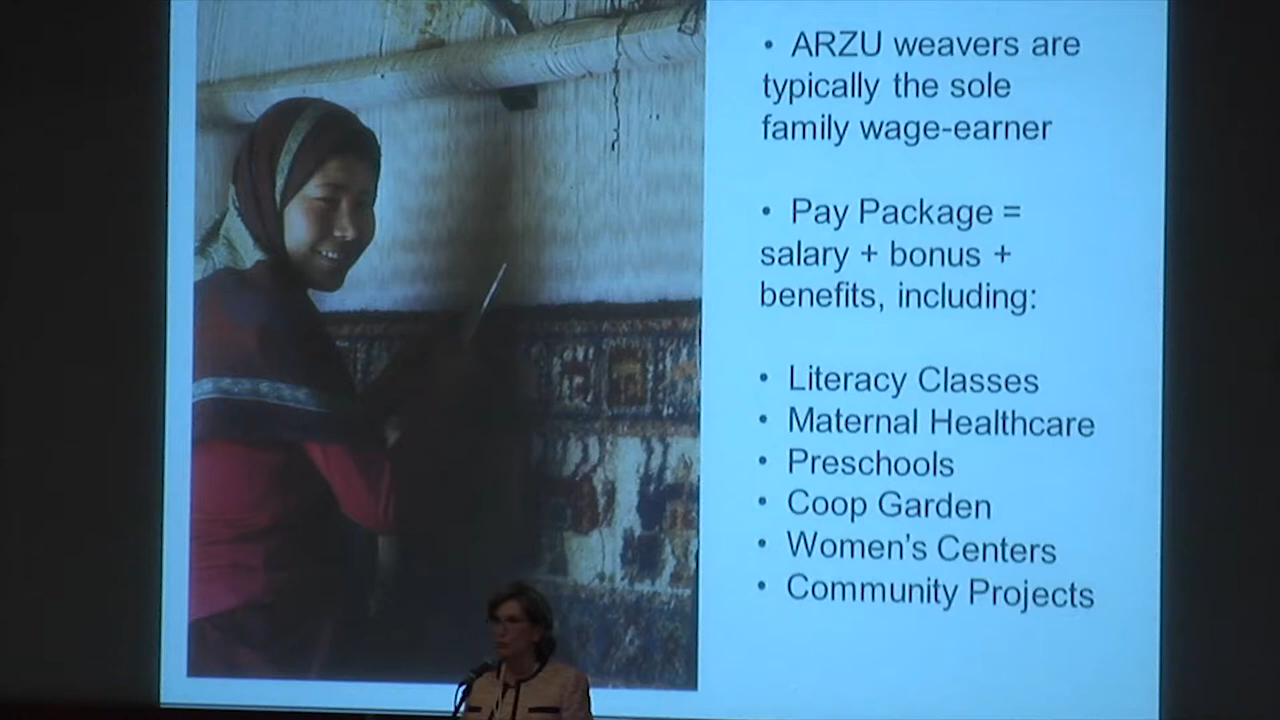 • ARZU weavers are
typically the sole
family wage-earner
• Pay Package =
salary + bonus +
benefits, including:
• Literacy Classes
• Maternal Healthcare
• Preschools
• Coop Garden
• Women's Centers
• Community Projects